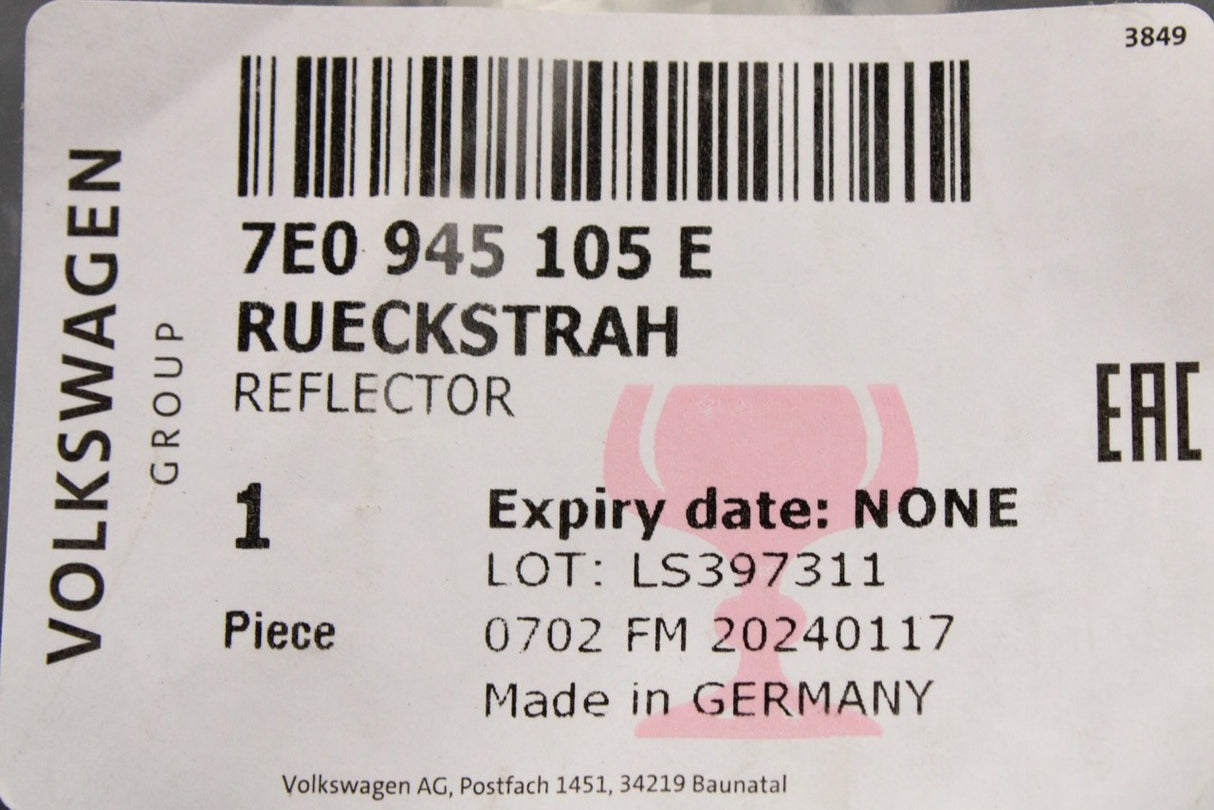 3849
VOLKSWAGEN
GROUP
7E0 945 105 E
RUECKSTRAH
REFLECTOR
EAC
1
Piece
Expiry date: NONE
LOT: LS397311
0702 FM 20240117
Made in GERMANY
Volkswagen AG, Postfach 1451, 34219 Baunatal